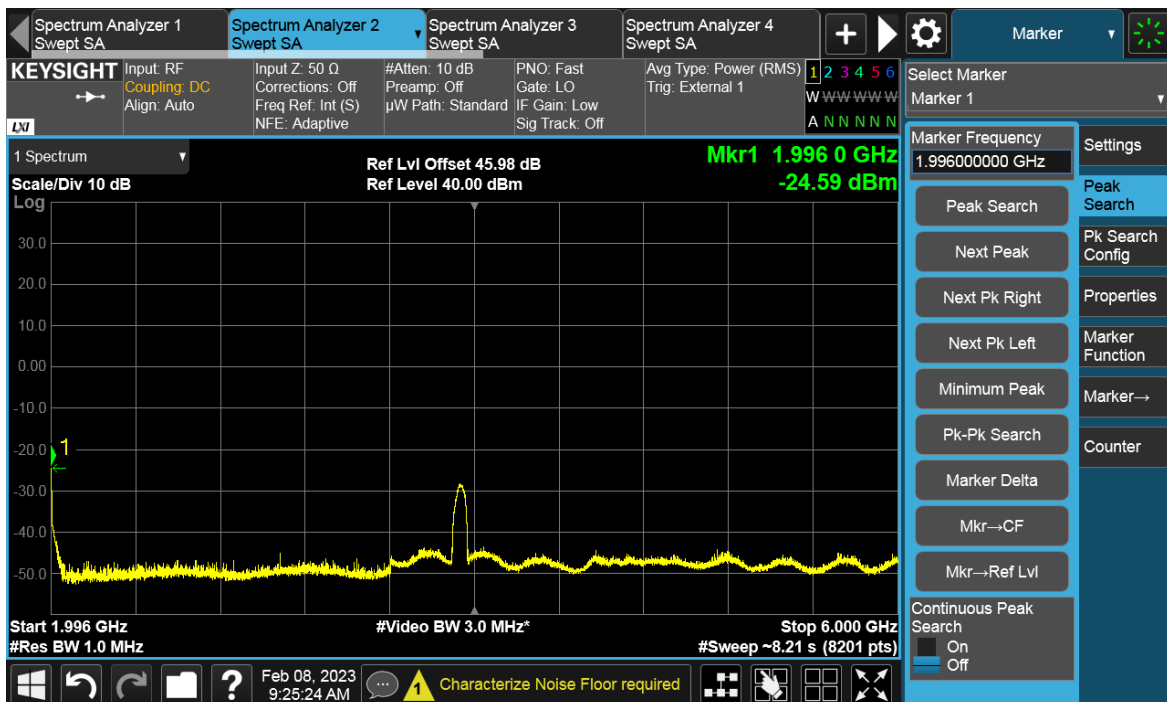 Spectrum Analyzer 1
Swept SA
Spectrum Analyzer 2
Swept SA
Spectrum Analyzer 3
Swept SA
Spectrum Analyzer 4
Swept SA
+
Marker
KEYSIGHT
LXI
Input: RF
Coupling: DC
Align: Auto
Input Z: 50 Ω
Corrections: Off
Freq Ref: Int (S)
NFE: Adaptive
#Atten: 10 dB
Preamp: Off
µW Path: Standard
PNO: Fast
Gate: LO
IF Gain: Low
Sig Track: Off
Avg Type: Power (RMS)
Trig: External 1
1 2 3 4 5 6
W W W W W W
A N N N N N
Select Marker
Marker 1
1 Spectrum
Scale/Div 10 dB
Log
Ref Lvl Offset 45.98 dB
Ref Level 40.00 dBm
Mkr1 1.996 0 GHz
-24.59 dBm
30.0
20.0
10.0
0.00
-10.0
-20.0
-30.0
-40.0
-50.0
1
Start 1.996 GHz
#Res BW 1.0 MHz
#Video BW 3.0 MHz*
Stop 6.000 GHz
#Sweep ~8.21 s (8201 pts)
Marker Frequency
1.996000000 GHz
Peak Search
Next Peak
Next Pk Right
Next Pk Left
Minimum Peak
Pk-Pk Search
Marker Delta
Mkr→CF
Mkr→Ref Lvl
Continuous Peak
Search
On
Off
Settings
Peak
Search
Pk Search
Config
Properties
Marker
Function
Marker→
Counter
?
Feb 08, 2023
9:25:24 AM
1
Characterize Noise Floor required